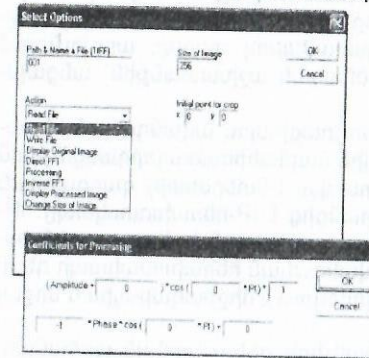 Select Options
Path & Name a File (TIFF)
Size of Image
OK
001
256
Cancel
Action
Initial point for crop
Read File
x 0 y 0
Write File
Display Original Image
Direct FFT
Processing
Inverse FFT
Display Processed Image
Change Size of Image
Coefficients for Processing
(Amplitude + 0 )*cos( 0 *PI)* 1
OK
Cancel
-1 *Phase*cos( 0 *PI) + 0